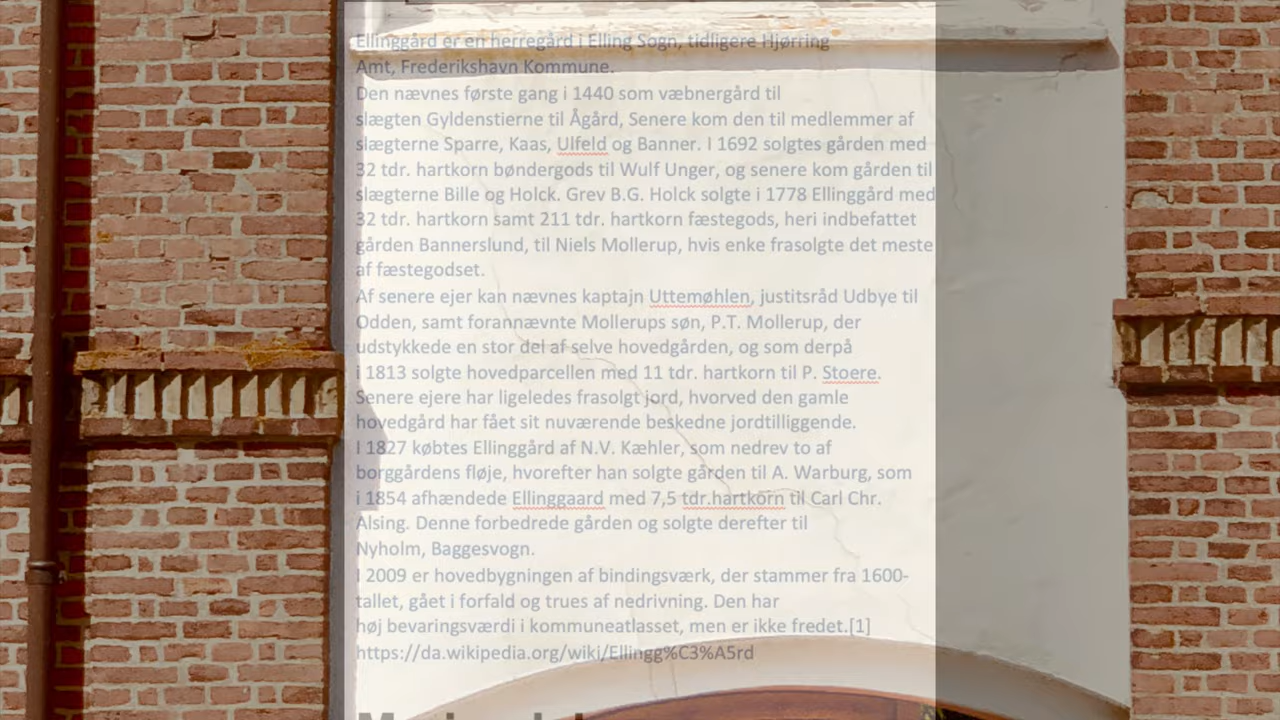 Ellinggård er en herregård i Elling Sogn, tidligere Hjørring
Amt, Frederikshavn Kommune.
Den nævnes første gang i 1440 som væbnergård til
slægten Gyldenstierne til Ågård, Senere kom den til medlemmer af
slægterne Sparre, Kaas, Ulfeld og Banner. I 1692 solgtes gården med
32 tdr. hartkorn bøndergods til Wulf Unger, og senere kom gården til
slægterne Bille og Holck. Grev B.G. Holck solgte i 1778 Ellinggård med
32 tdr. hartkorn samt 211 tdr. hartkorn fæstegods, heri indbefattet
gården Bannerslund, til Niels Mollerup, hvis enke frasolgte det meste
af fæstegodset.
Af senere ejer kan nævnes kaptajn Uttemøhlen, justitsråd Udbye til
Odden, samt forannævnte Mollerups søn, P.T. Mollerup, der
udstykkede en stor del af selve hovedgården, og som derpå
i 1813 solgte hovedparcellen med 11 tdr. hartkorn til P. Stoere.
Senere ejere har ligeledes frasolgt jord, hvorved den gamle
hovedgård har fået sit nuværende beskedne jordtilliggende.
I 1827 købtes Ellinggård af N.V. Kæhler, som nedrev to af
borggårdens fløje, hvorefter han solgte gården til A. Warburg, som
i 1854 afhændede Ellinggaard med 7,5 tdr.hartkorn til Carl Chr.
Alsing. Denne forbedrede gården og solgte derefter til
Nyholm, Baggesvogn.
I 2009 er hovedbygningen af bindingsværk, der stammer fra 1600-
tallet, gået i forfald og trues af nedrivning. Den har
høj bevaringsværdi i kommuneatlasset, men er ikke fredet.[1]
https://da.wikipedia.org/wiki/Ellingg%C3%A5rd